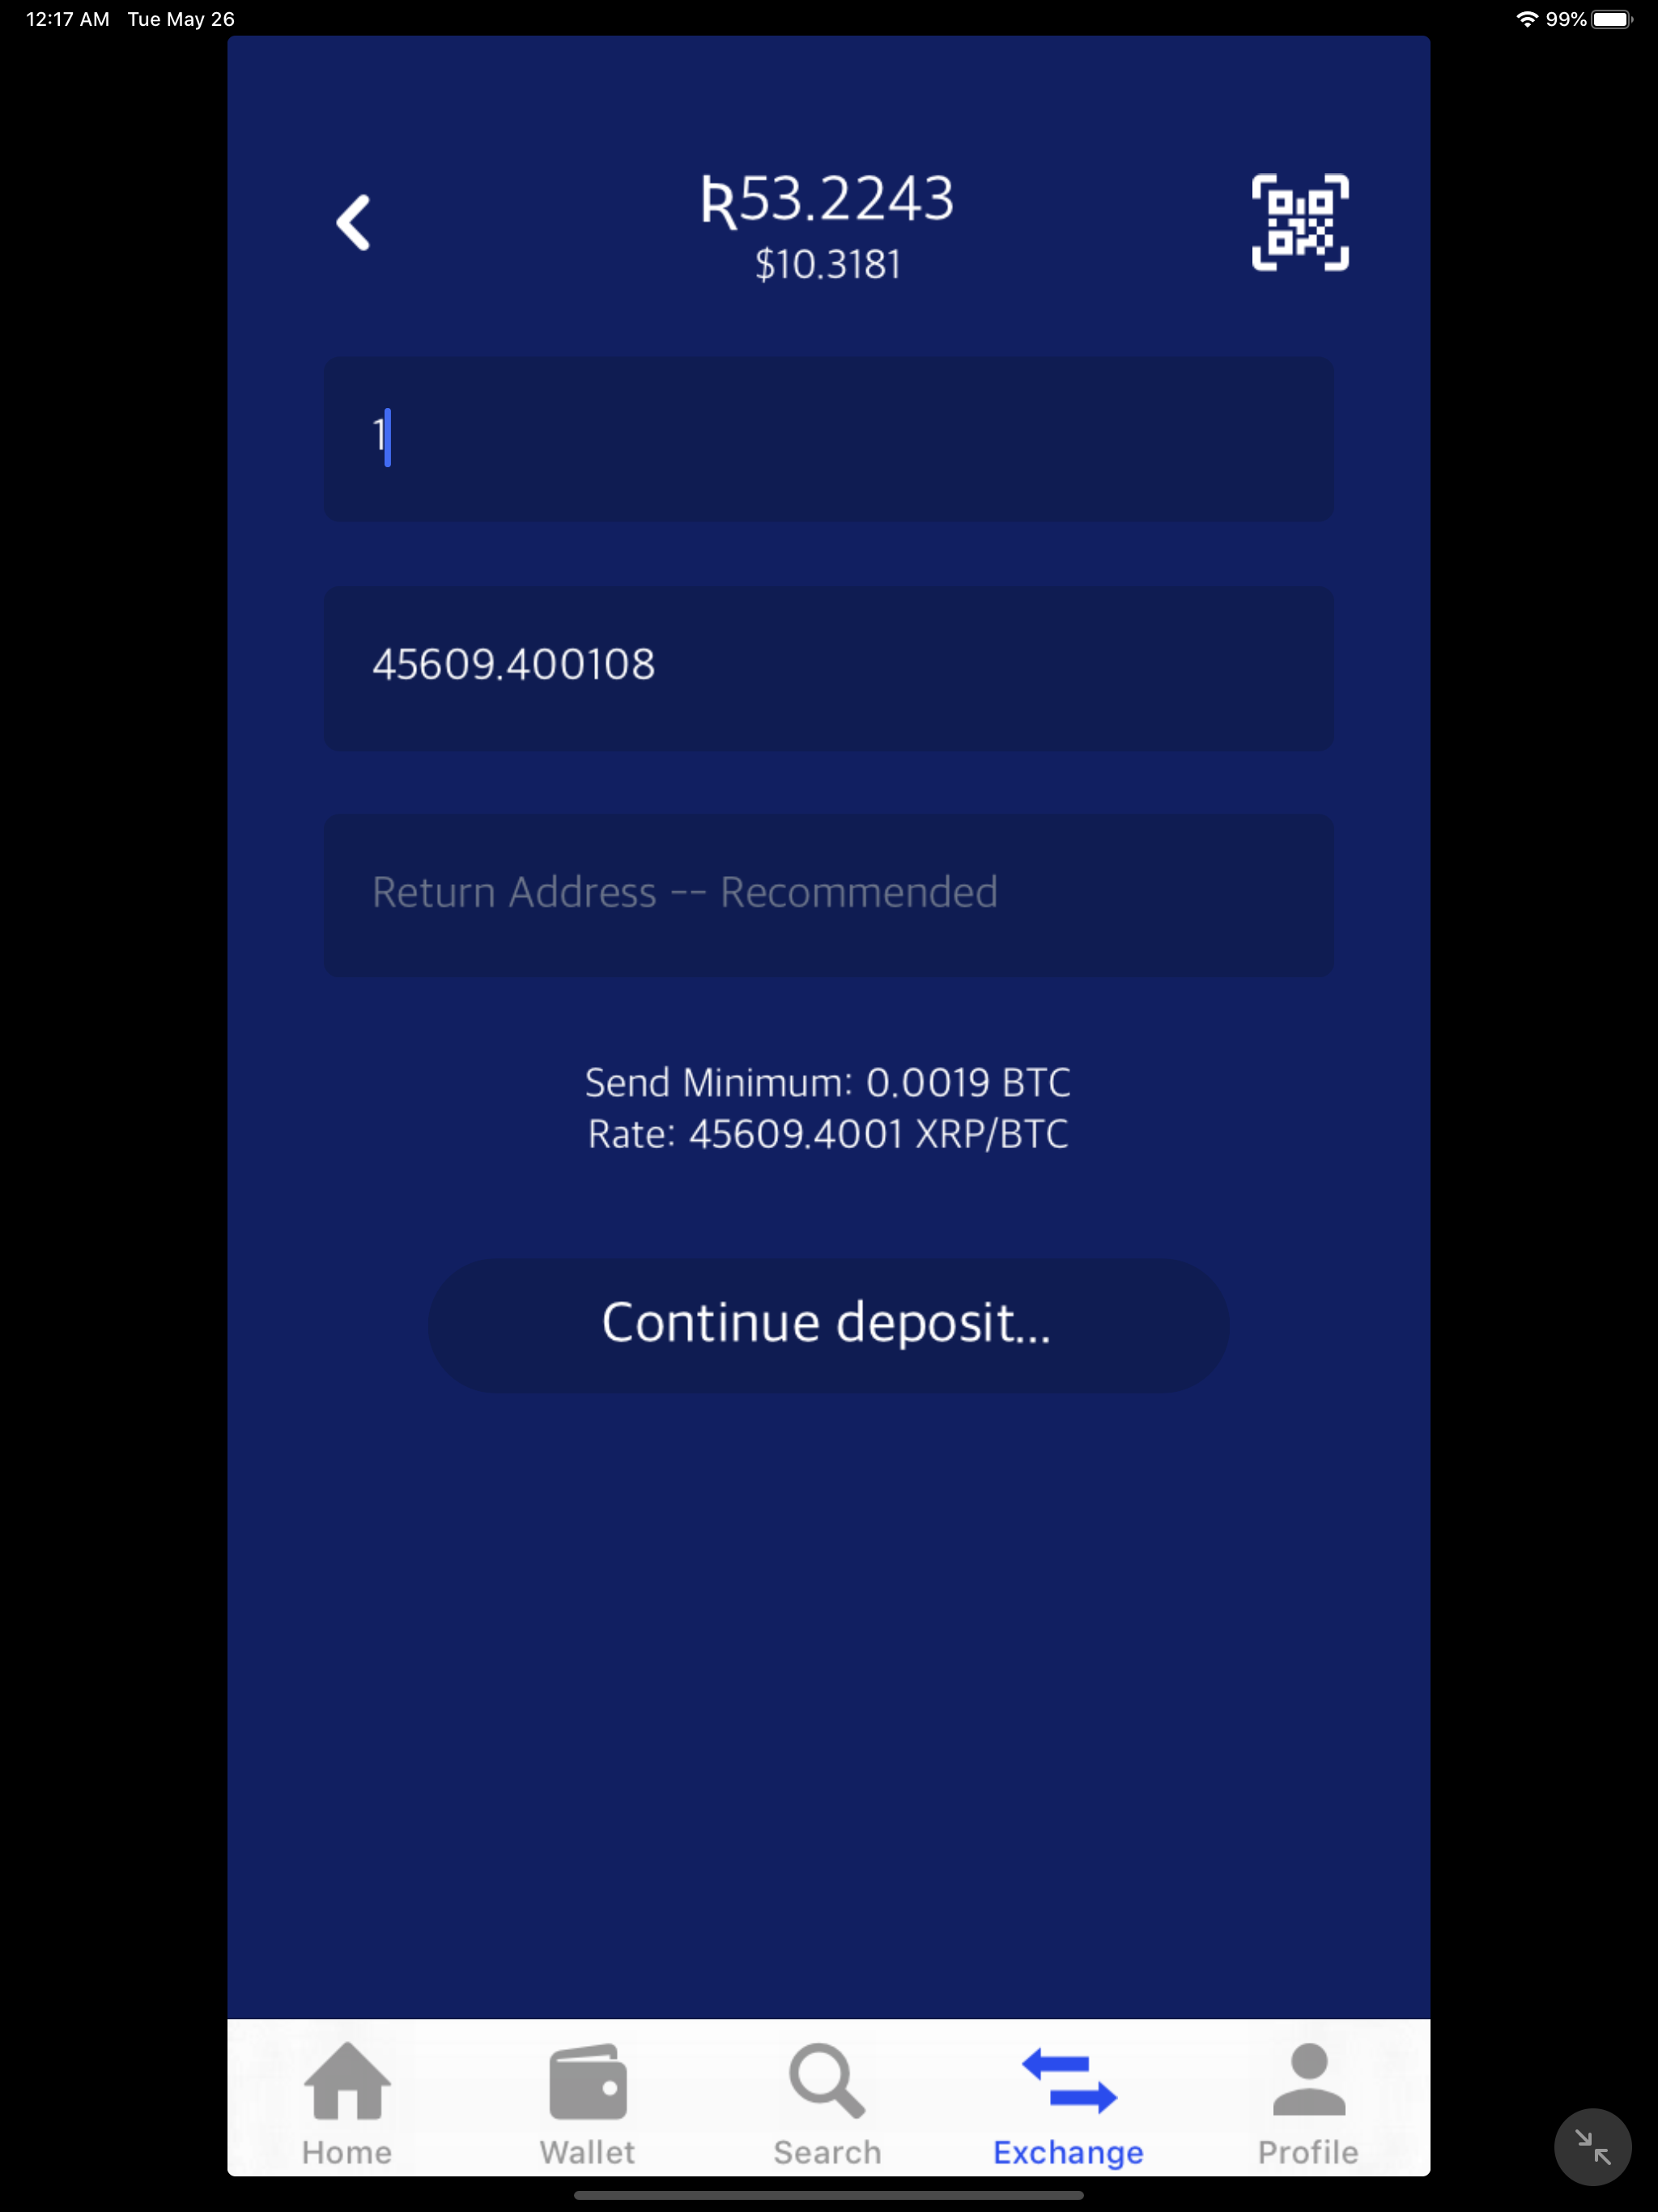 12:17 AM Tue May 26 99%
Ʀ53.2243
$10.3181
1
45609.400108
Return Address -- Recommended
Send Minimum: 0.0019 BTC
Rate: 45609.4001 XRP/BTC
Continue deposit...
Home Wallet Search Exchange Profile